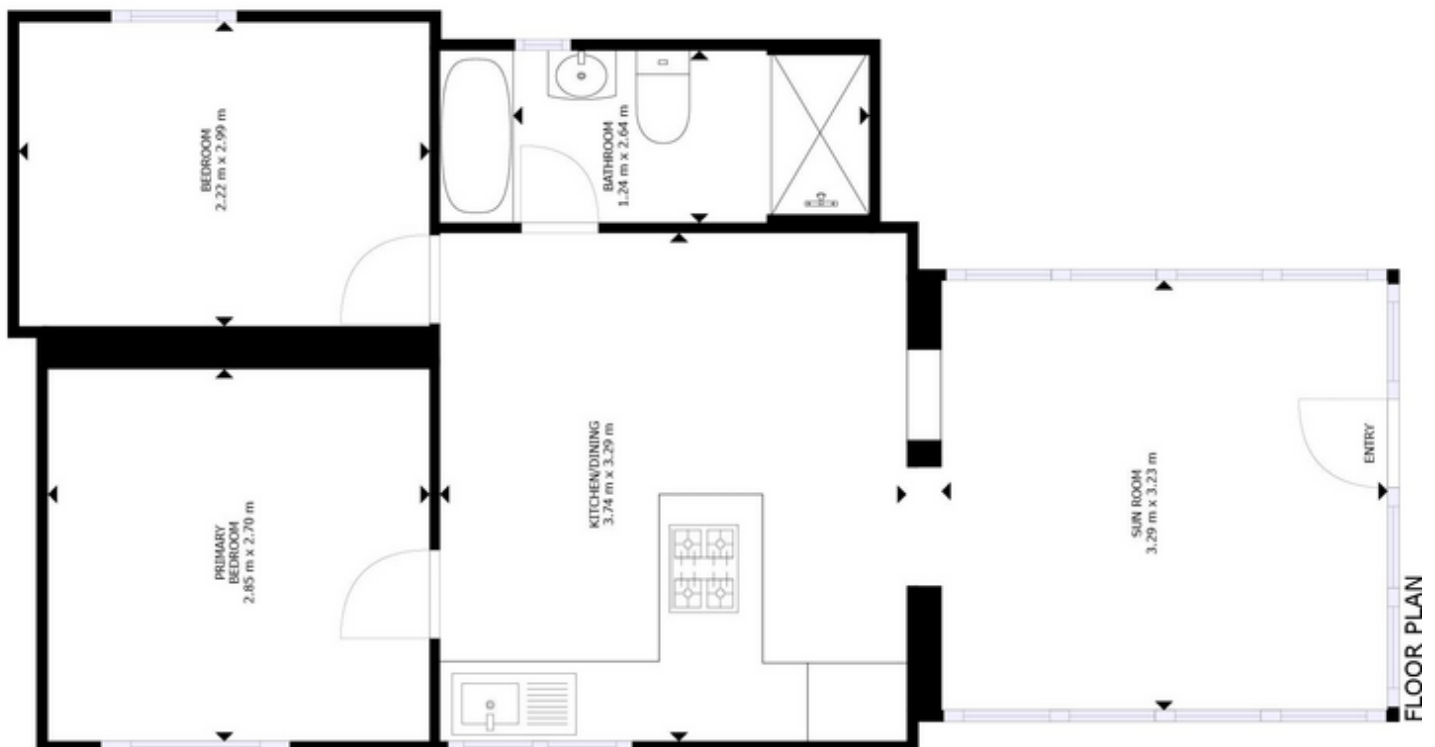 BEDROOM
2.22 m x 2.99 m
BATHROOM
1.24 m x 2.64 m
PRIMARY
BEDROOM
2.85 m x 2.70 m
KITCHEN/DINING
3.74 m x 3.29 m
SUN ROOM
3.29 m x 3.23 m
ENTRY
FLOOR PLAN